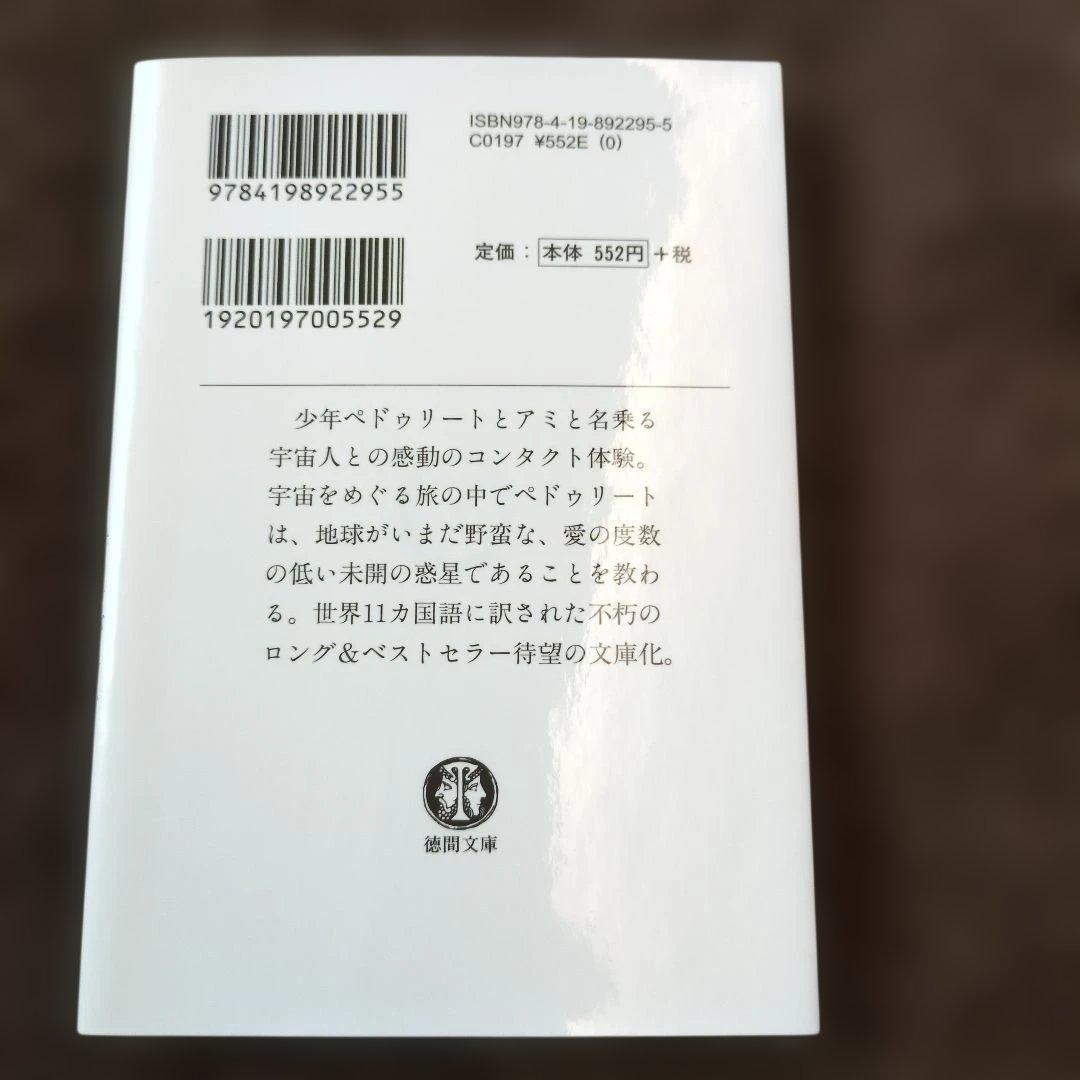 ISBN978-4-19-892295-5
C0197 ¥552E (0)
9784198922955
定価：本体 552円＋税
1920197005529
少年ペドゥリートとアミと名乗る
宇宙人との感動のコンタクト体験。
宇宙をめぐる旅の中でペドゥリート
は、地球がいまだ野蛮な、愛の度数
の低い未開の惑星であることを教わ
る。世界11カ国語に訳された不朽の
ロング＆ベストセラー待望の文庫化。
徳間文庫